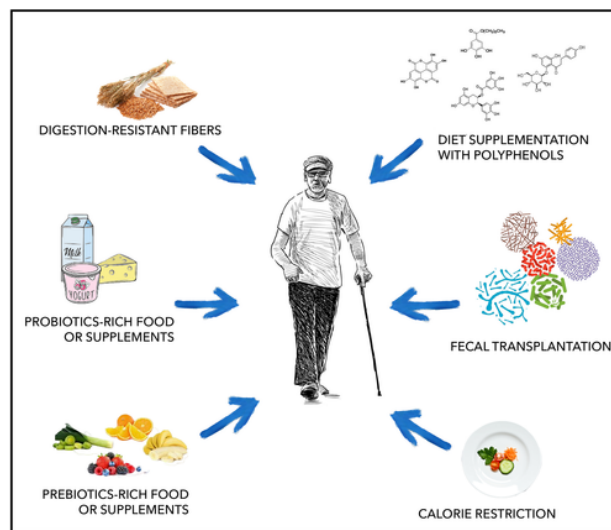 DIGESTION-RESISTANT FIBERS
DIET SUPPLEMENTATION
WITH POLYPHENOLS
Milk
YOGURT
PROBIOTICS-RICH FOOD
OR SUPPLEMENTS
FECAL TRANSPLANTATION
PREBIOTICS-RICH FOOD
OR SUPPLEMENTS
CALORIE RESTRICTION